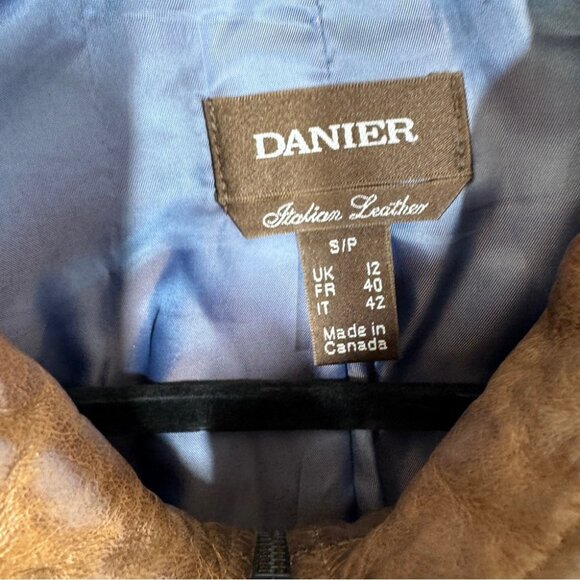 DANIER
Italian Leather
S/P
UK 12
FR 40
IT 42
Made in
Canada